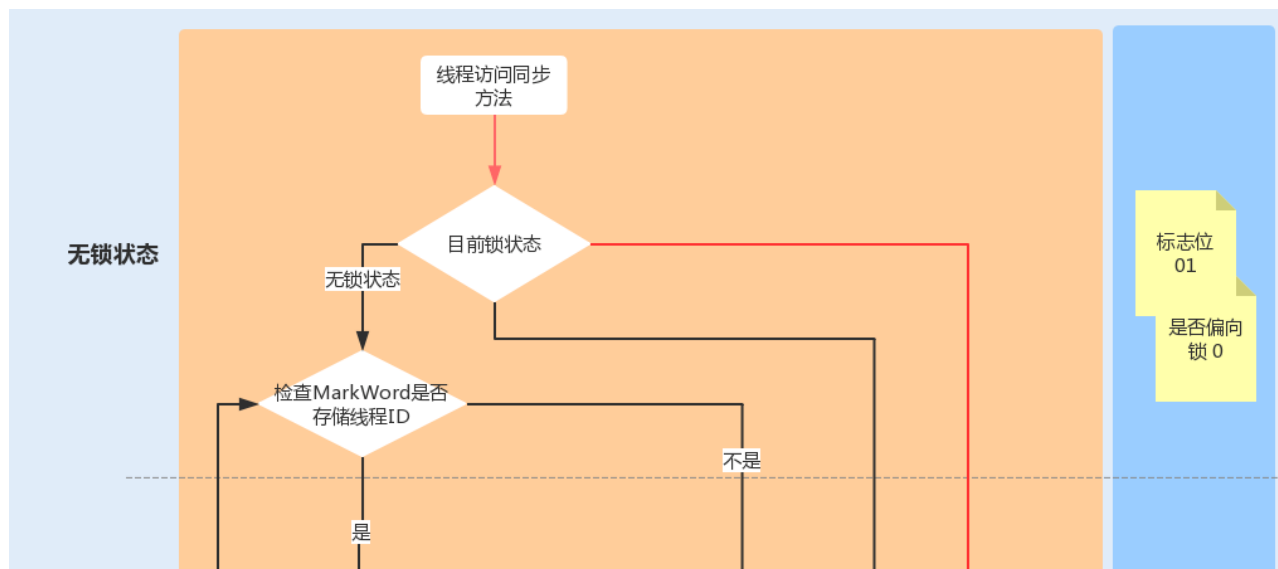 线程访问同步
方法
目前锁状态
无锁状态
无锁状态
标志位
01
是否偏向
锁 0
检查MarkWord是否
存储线程ID
不是
是